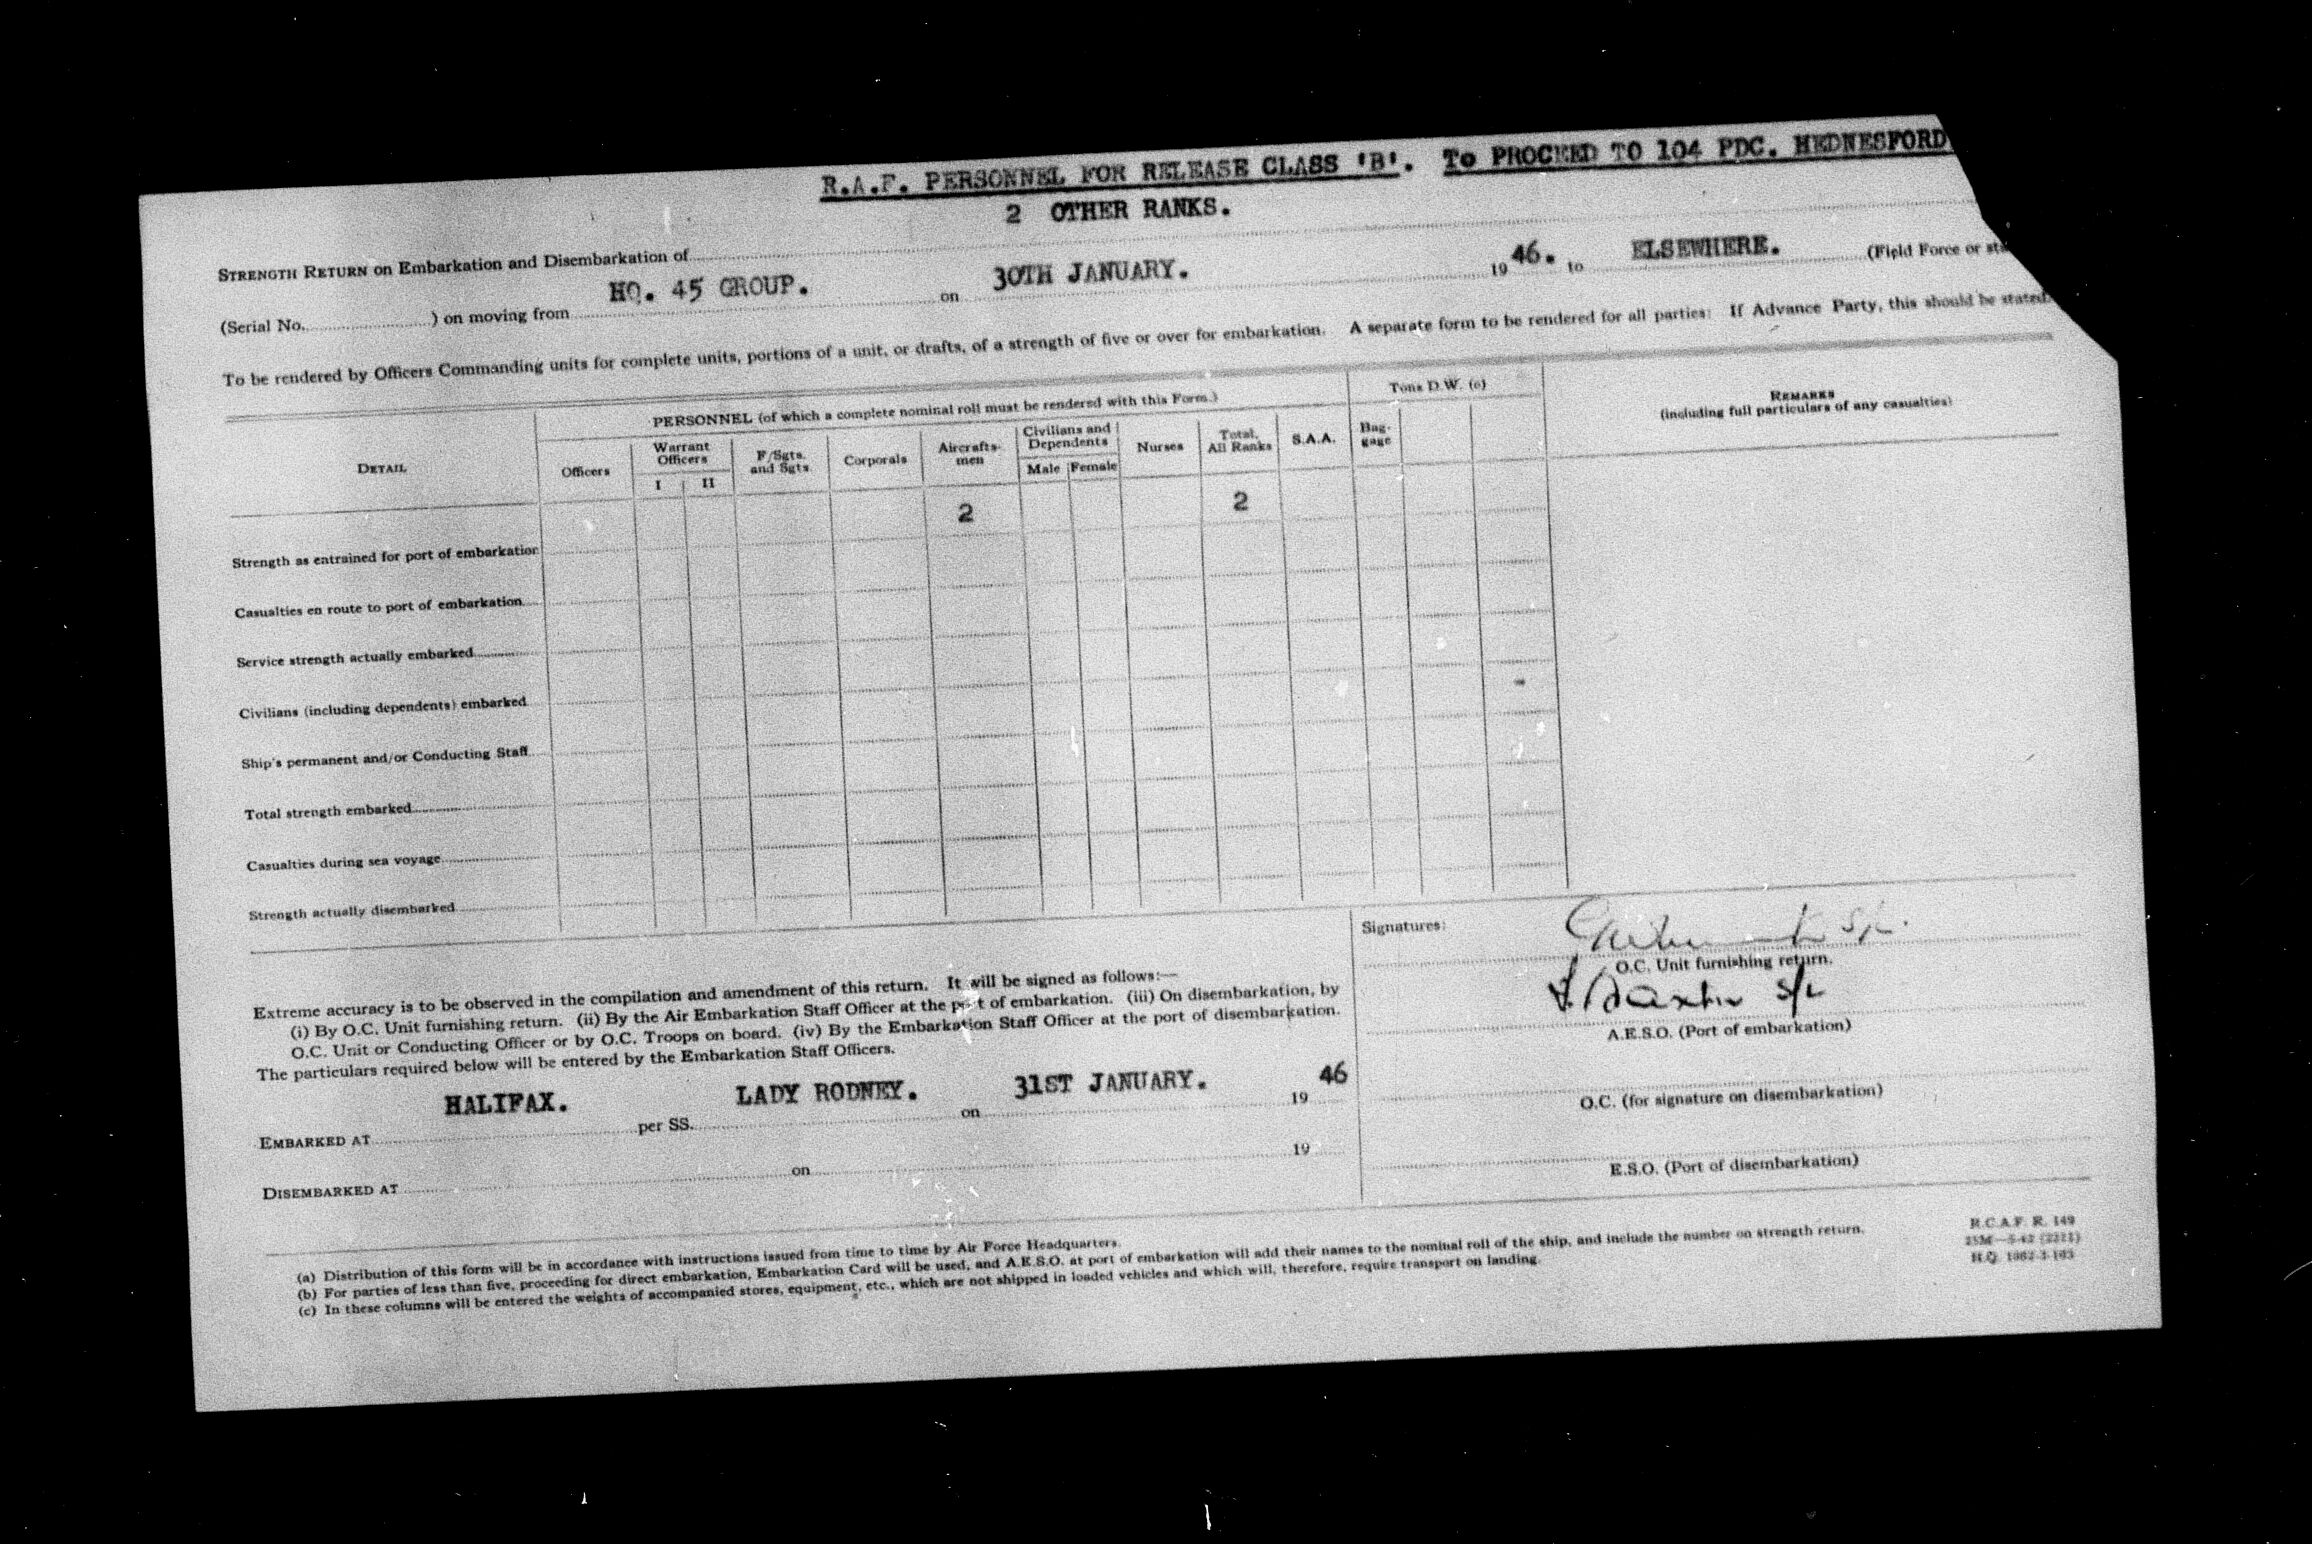 R.A.F. PERSONNEL FOR RELEASE CLASS 'B'. To PROCEED TO 104 PDC. HEDNESFORD
2 OTHER RANKS.
STRENGTH RETURN on Embarkation and Disembarkation of
(Serial No. ) on moving from HQ. 45 GROUP. on 30TH JANUARY. 19 46. to ELSEWHERE. (Field Force or
To be rendered by Officers Commanding units for complete units, portions of a unit, or drafts, of a strength of five or over for embarkation. A separate form to be rendered for all parties: If Advance Party, this should be stated.
DETAIL
PERSONNEL (of which a complete nominal roll must be rendered with this Form.)
Officers
Warrant Officers
I II
F/Sgts. and Sgts.
Corporals
Aircrafts-men
Civilians and Dependents
Male Female
Nurses
Total, All Ranks
S.A.A.
Tons D.W. (c)
Bag-gage
REMARKS
(including full particulars of any casualties)
Strength as entrained for port of embarkation 2 2
Casualties en route to port of embarkation
Service strength actually embarked
Civilians (including dependents) embarked
Ship's permanent and/or Conducting Staff
Total strength embarked
Casualties during sea voyage
Strength actually disembarked
Extreme accuracy is to be observed in the compilation and amendment of this return. It will be signed as follows:—
(i) By O.C. Unit furnishing return. (ii) By the Air Embarkation Staff Officer at the port of embarkation. (iii) On disembarkation, by
O.C. Unit or Conducting Officer or by O.C. Troops on board. (iv) By the Embarkation Staff Officer at the port of disembarkation.
The particulars required below will be entered by the Embarkation Staff Officers.
EMBARKED AT HALIFAX. per SS. LADY RODNEY. on 31ST JANUARY. 19 46
DISEMBARKED AT on 19
Signatures:
S/L.
O.C. Unit furnishing return.
Baxter S/L
A.E.S.O. (Port of embarkation)
O.C. (for signature on disembarkation)
E.S.O. (Port of disembarkation)
(a) Distribution of this form will be in accordance with instructions issued from time to time by Air Force Headquarters.
(b) For parties of less than five, proceeding for direct embarkation, Embarkation Card will be used, and A.E.S.O. at port of embarkation will add their names to the nominal roll of the ship, and include the number on strength return.
(c) In these columns will be entered the weights of accompanied stores, equipment, etc., which are not shipped in loaded vehicles and which will, therefore, require transport on landing.
R.C.A.F. R. 149